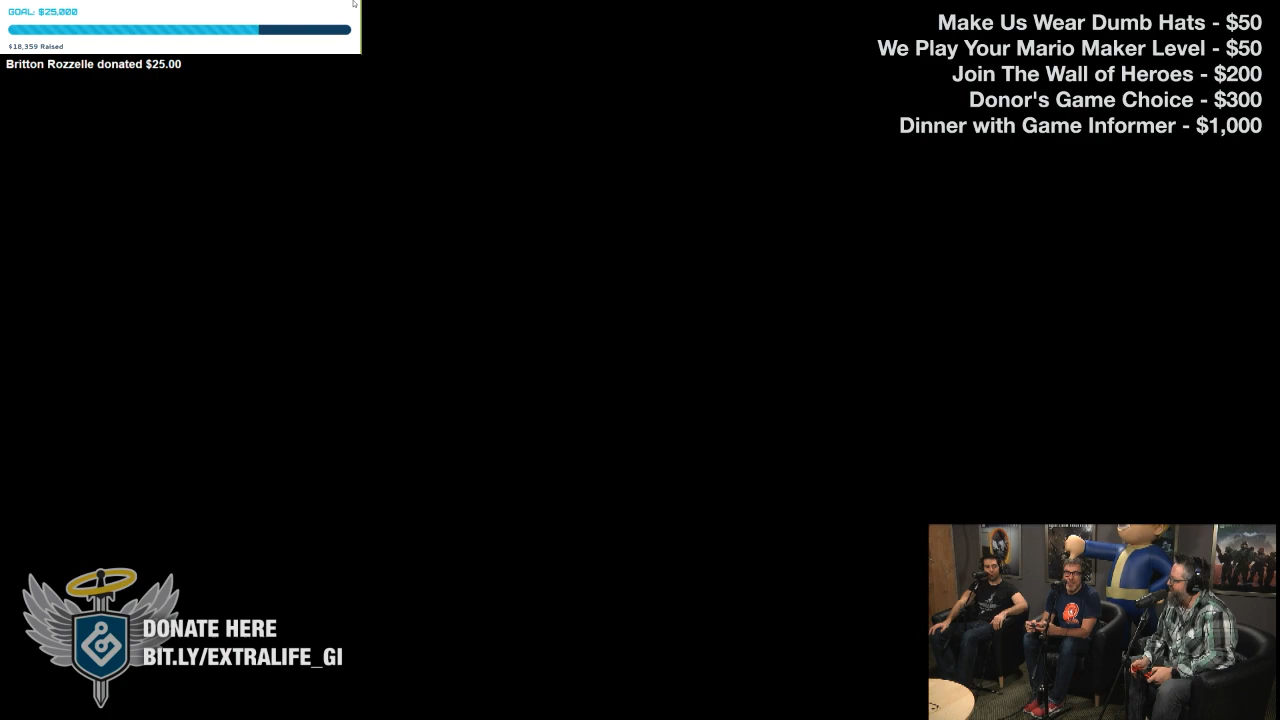 GOAL: $25,000
$18,359 Raised
Britton Rozzelle donated $25.00
Make Us Wear Dumb Hats - $50
We Play Your Mario Maker Level - $50
Join The Wall of Heroes - $200
Donor's Game Choice - $300
Dinner with Game Informer - $1,000
DONATE HERE
BIT.LY/EXTRALIFE_GI